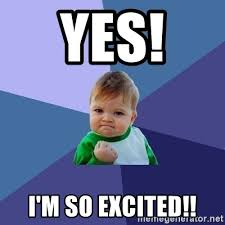 YES!
I'M SO EXCITED!!
memegenerator.net